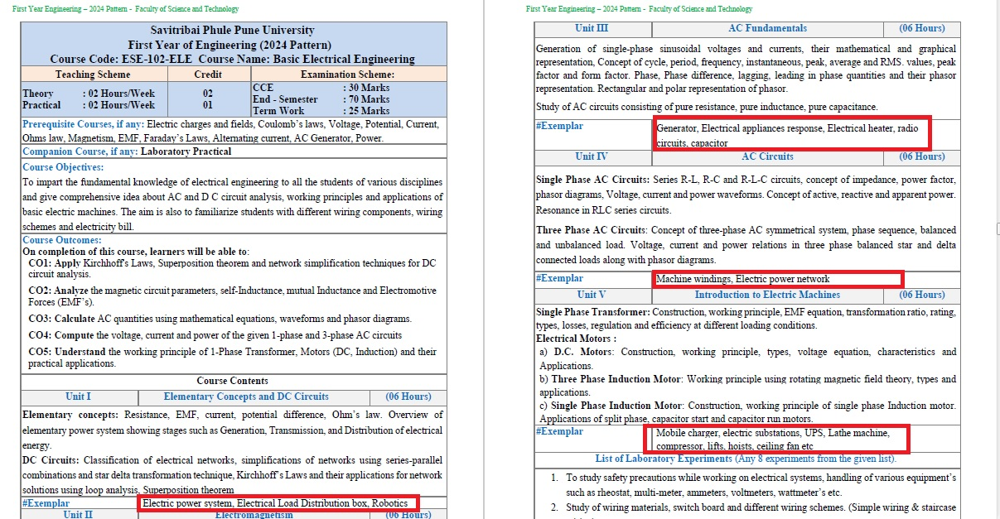 First Year Engineering – 2024 Pattern - Faculty of Science and Technology
Savitribai Phule Pune University
First Year of Engineering (2024 Pattern)
Course Code: ESE-102-ELE Course Name: Basic Electrical Engineering
Teaching Scheme Credit Examination Scheme:
Theory : 02 Hours/Week 02 CCE : 30 Marks
Practical : 02 Hours/Week 01 End - Semester : 70 Marks
Term Work : 25 Marks
Prerequisite Courses, if any: Electric charges and fields, Coulomb's laws, Voltage, Potential, Current,
Ohms law, Magnetism, EMF, Faraday's Laws, Alternating current, AC Generator, Power.
Companion Course, if any: Laboratory Practical
Course Objectives:
To impart the fundamental knowledge of electrical engineering to all the students of various disciplines
and give comprehensive idea about AC and D C circuit analysis, working principles and applications of
basic electric machines. The aim is also to familiarize students with different wiring components, wiring
schemes and electricity bill.
Course Outcomes:
On completion of this course, learners will be able to:
CO1: Apply Kirchhoff's Laws, Superposition theorem and network simplification techniques for DC
circuit analysis.
CO2: Analyze the magnetic circuit parameters, self-Inductance, mutual Inductance and Electromotive
Forces (EMF's).
CO3: Calculate AC quantities using mathematical equations, waveforms and phasor diagrams.
CO4: Compute the voltage, current and power of the given 1-phase and 3-phase AC circuits
CO5: Understand the working principle of 1-Phase Transformer, Motors (DC, Induction) and their
practical applications.
Course Contents
Unit I Elementary Concepts and DC Circuits (06 Hours)
Elementary concepts: Resistance, EMF, current, potential difference, Ohm's law. Overview of
elementary power system showing stages such as Generation, Transmission, and Distribution of electrical
energy.
DC Circuits: Classification of electrical networks, simplifications of networks using series-parallel
combinations and star delta transformation technique, Kirchhoff's Laws and their applications for network
solutions using loop analysis, Superposition theorem
#Exemplar Electric power system, Electrical Load Distribution box, Robotics
Unit II Electromagnetism (06 Hours)
First Year Engineering – 2024 Pattern - Faculty of Science and Technology
Unit III AC Fundamentals (06 Hours)
Generation of single-phase sinusoidal voltages and currents, their mathematical and graphical
representation, Concept of cycle, period, frequency, instantaneous, peak, average and RMS. values, peak
factor and form factor. Phase, Phase difference, lagging, leading in phase quantities and their phasor
representation. Rectangular and polar representation of phasor.
Study of AC circuits consisting of pure resistance, pure inductance, pure capacitance.
#Exemplar Generator, Electrical appliances response, Electrical heater, radio
circuits, capacitor
Unit IV AC Circuits (06 Hours)
Single Phase AC Circuits: Series R-L, R-C and R-L-C circuits, concept of impedance, power factor,
phasor diagrams, Voltage, current and power waveforms. Concept of active, reactive and apparent power.
Resonance in RLC series circuits.
Three Phase AC Circuits: Concept of three-phase AC symmetrical system, phase sequence, balanced
and unbalanced load. Voltage, current and power relations in three phase balanced star and delta
connected loads along with phasor diagrams.
#Exemplar Machine windings, Electric power network
Unit V Introduction to Electric Machines (06 Hours)
Single Phase Transformer: Construction, working principle, EMF equation, transformation ratio, rating,
types, losses, regulation and efficiency at different loading conditions.
Electrical Motors :
a) D.C. Motors: Construction, working principle, types, voltage equation, characteristics and
Applications.
b) Three Phase Induction Motor: Working principle using rotating magnetic field theory, types and
applications.
c) Single Phase Induction Motor: Construction, working principle of single phase Induction motor.
Applications of split phase, capacitor start and capacitor run motors.
#Exemplar Mobile charger, electric substations, UPS, Lathe machine,
compressor, lifts, hoists, ceiling fan etc
List of Laboratory Experiments (Any 8 experiments from the given list).
1. To study safety precautions while working on electrical systems, handling of various equipment's
such as rheostat, multi-meter, ammeters, voltmeters, wattmeter's etc.
2. Study of wiring materials, switch board and different wiring schemes. (Simple wiring & staircase